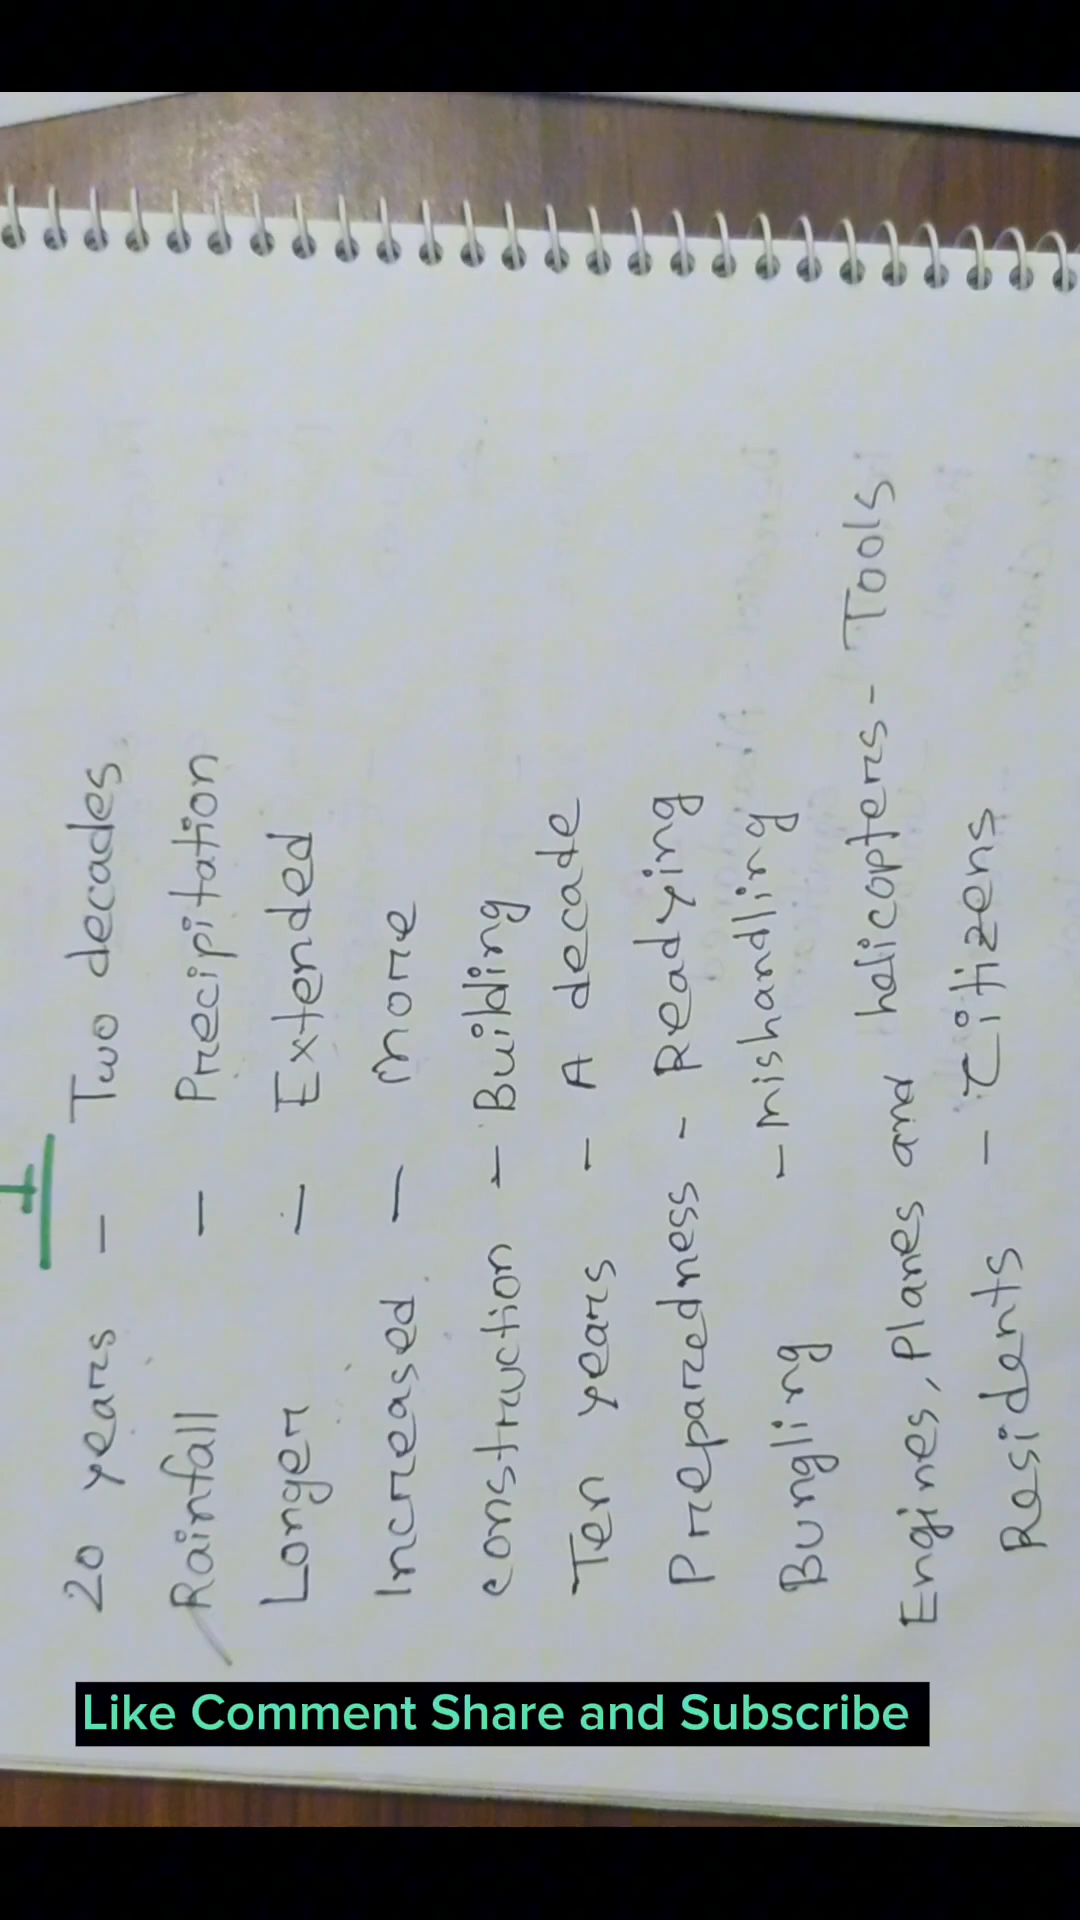 20 years - Two decades
Rainfall - Precipitation
Longer - Extended
Increased - More
construction - Building
Ten years - A decade
Preparedness - Readying
Bungling - mishandling
Engines, Planes and helicopters - Tools
Residents - Citizens
Like Comment Share and Subscribe